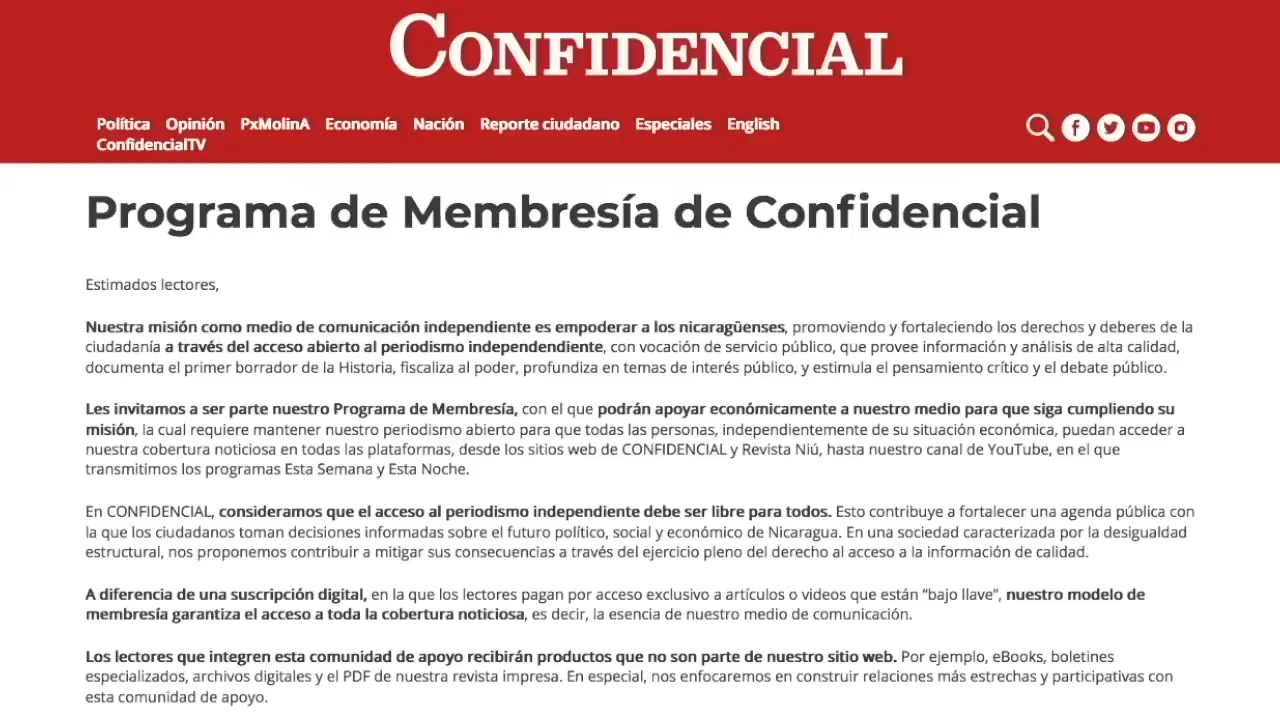 CONFIDENCIAL
Política Opinión PxMolinA Economía Nación Reporte ciudadano Especiales English
ConfidencialTV
Programa de Membresía de Confidencial
Estimados lectores,
Nuestra misión como medio de comunicación independiente es empoderar a los nicaragüenses, promoviendo y fortaleciendo los derechos y deberes de la
ciudadanía a través del acceso abierto al periodismo independendiente, con vocación de servicio público, que provee información y análisis de alta calidad,
documenta el primer borrador de la Historia, fiscaliza al poder, profundiza en temas de interés público, y estimula el pensamiento crítico y el debate público.
Les invitamos a ser parte nuestro Programa de Membresía, con el que podrán apoyar económicamente a nuestro medio para que siga cumpliendo su
misión, la cual requiere mantener nuestro periodismo abierto para que todas las personas, independientemente de su situación económica, puedan acceder a
nuestra cobertura noticiosa en todas las plataformas, desde los sitios web de CONFIDENCIAL y Revista Niú, hasta nuestro canal de YouTube, en el que
transmitimos los programas Esta Semana y Esta Noche.
En CONFIDENCIAL, consideramos que el acceso al periodismo independiente debe ser libre para todos. Esto contribuye a fortalecer una agenda pública con
la que los ciudadanos toman decisiones informadas sobre el futuro político, social y económico de Nicaragua. En una sociedad caracterizada por la desigualdad
estructural, nos proponemos contribuir a mitigar sus consecuencias a través del ejercicio pleno del derecho al acceso a la información de calidad.
A diferencia de una suscripción digital, en la que los lectores pagan por acceso exclusivo a artículos o videos que están “bajo llave”, nuestro modelo de
membresía garantiza el acceso a toda la cobertura noticiosa, es decir, la esencia de nuestro medio de comunicación.
Los lectores que integren esta comunidad de apoyo recibirán productos que no son parte de nuestro sitio web. Por ejemplo, eBooks, boletines
especializados, archivos digitales y el PDF de nuestra revista impresa. En especial, nos enfocaremos en construir relaciones más estrechas y participativas con
esta comunidad de apoyo.